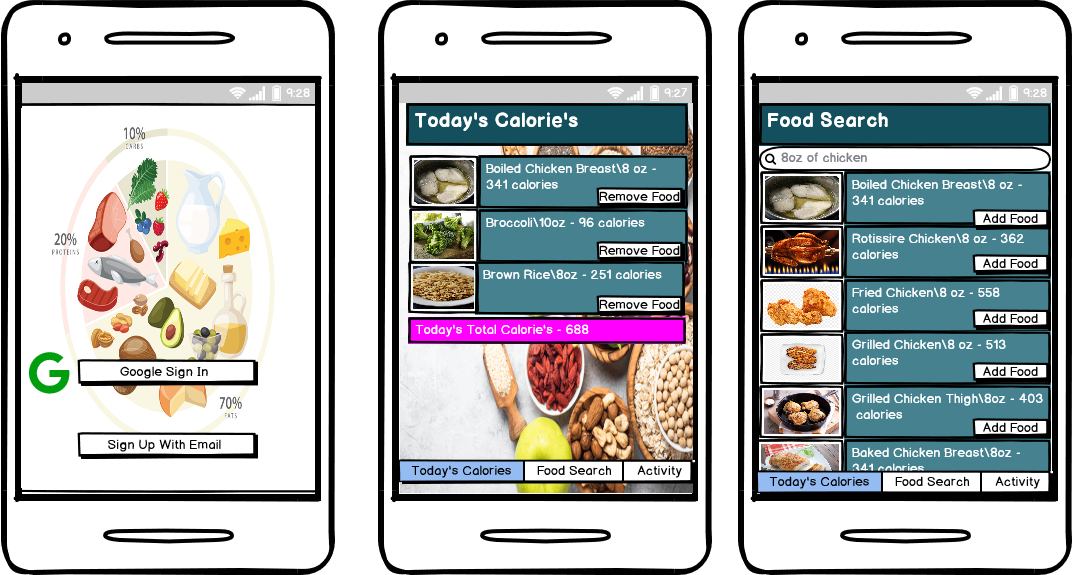 9:28
10%
CARBS
20%
PROTEINS
G
Google Sign In
70%
FATS
Sign Up With Email
9:27
Today's Calorie's
Boiled Chicken Breast\8 oz -
341 calories
Remove Food
Broccoli\10oz - 96 calories
Remove Food
Brown Rice\8oz - 251 calories
Remove Food
Today's Total Calorie's - 688
Today's Calories
Food Search
Activity
9:28
Food Search
8oz of chicken
Boiled Chicken Breast\8 oz -
341 calories
Add Food
Rotissire Chicken\8 oz - 362
calories
Add Food
Fried Chicken\8 oz - 558
calories
Add Food
Grilled Chicken\8 oz - 513
calories
Add Food
Grilled Chicken Thigh\8oz - 403
calories
Add Food
Baked Chicken Breast\8oz -
341 calories
Today's Calories
Food Search
Activity